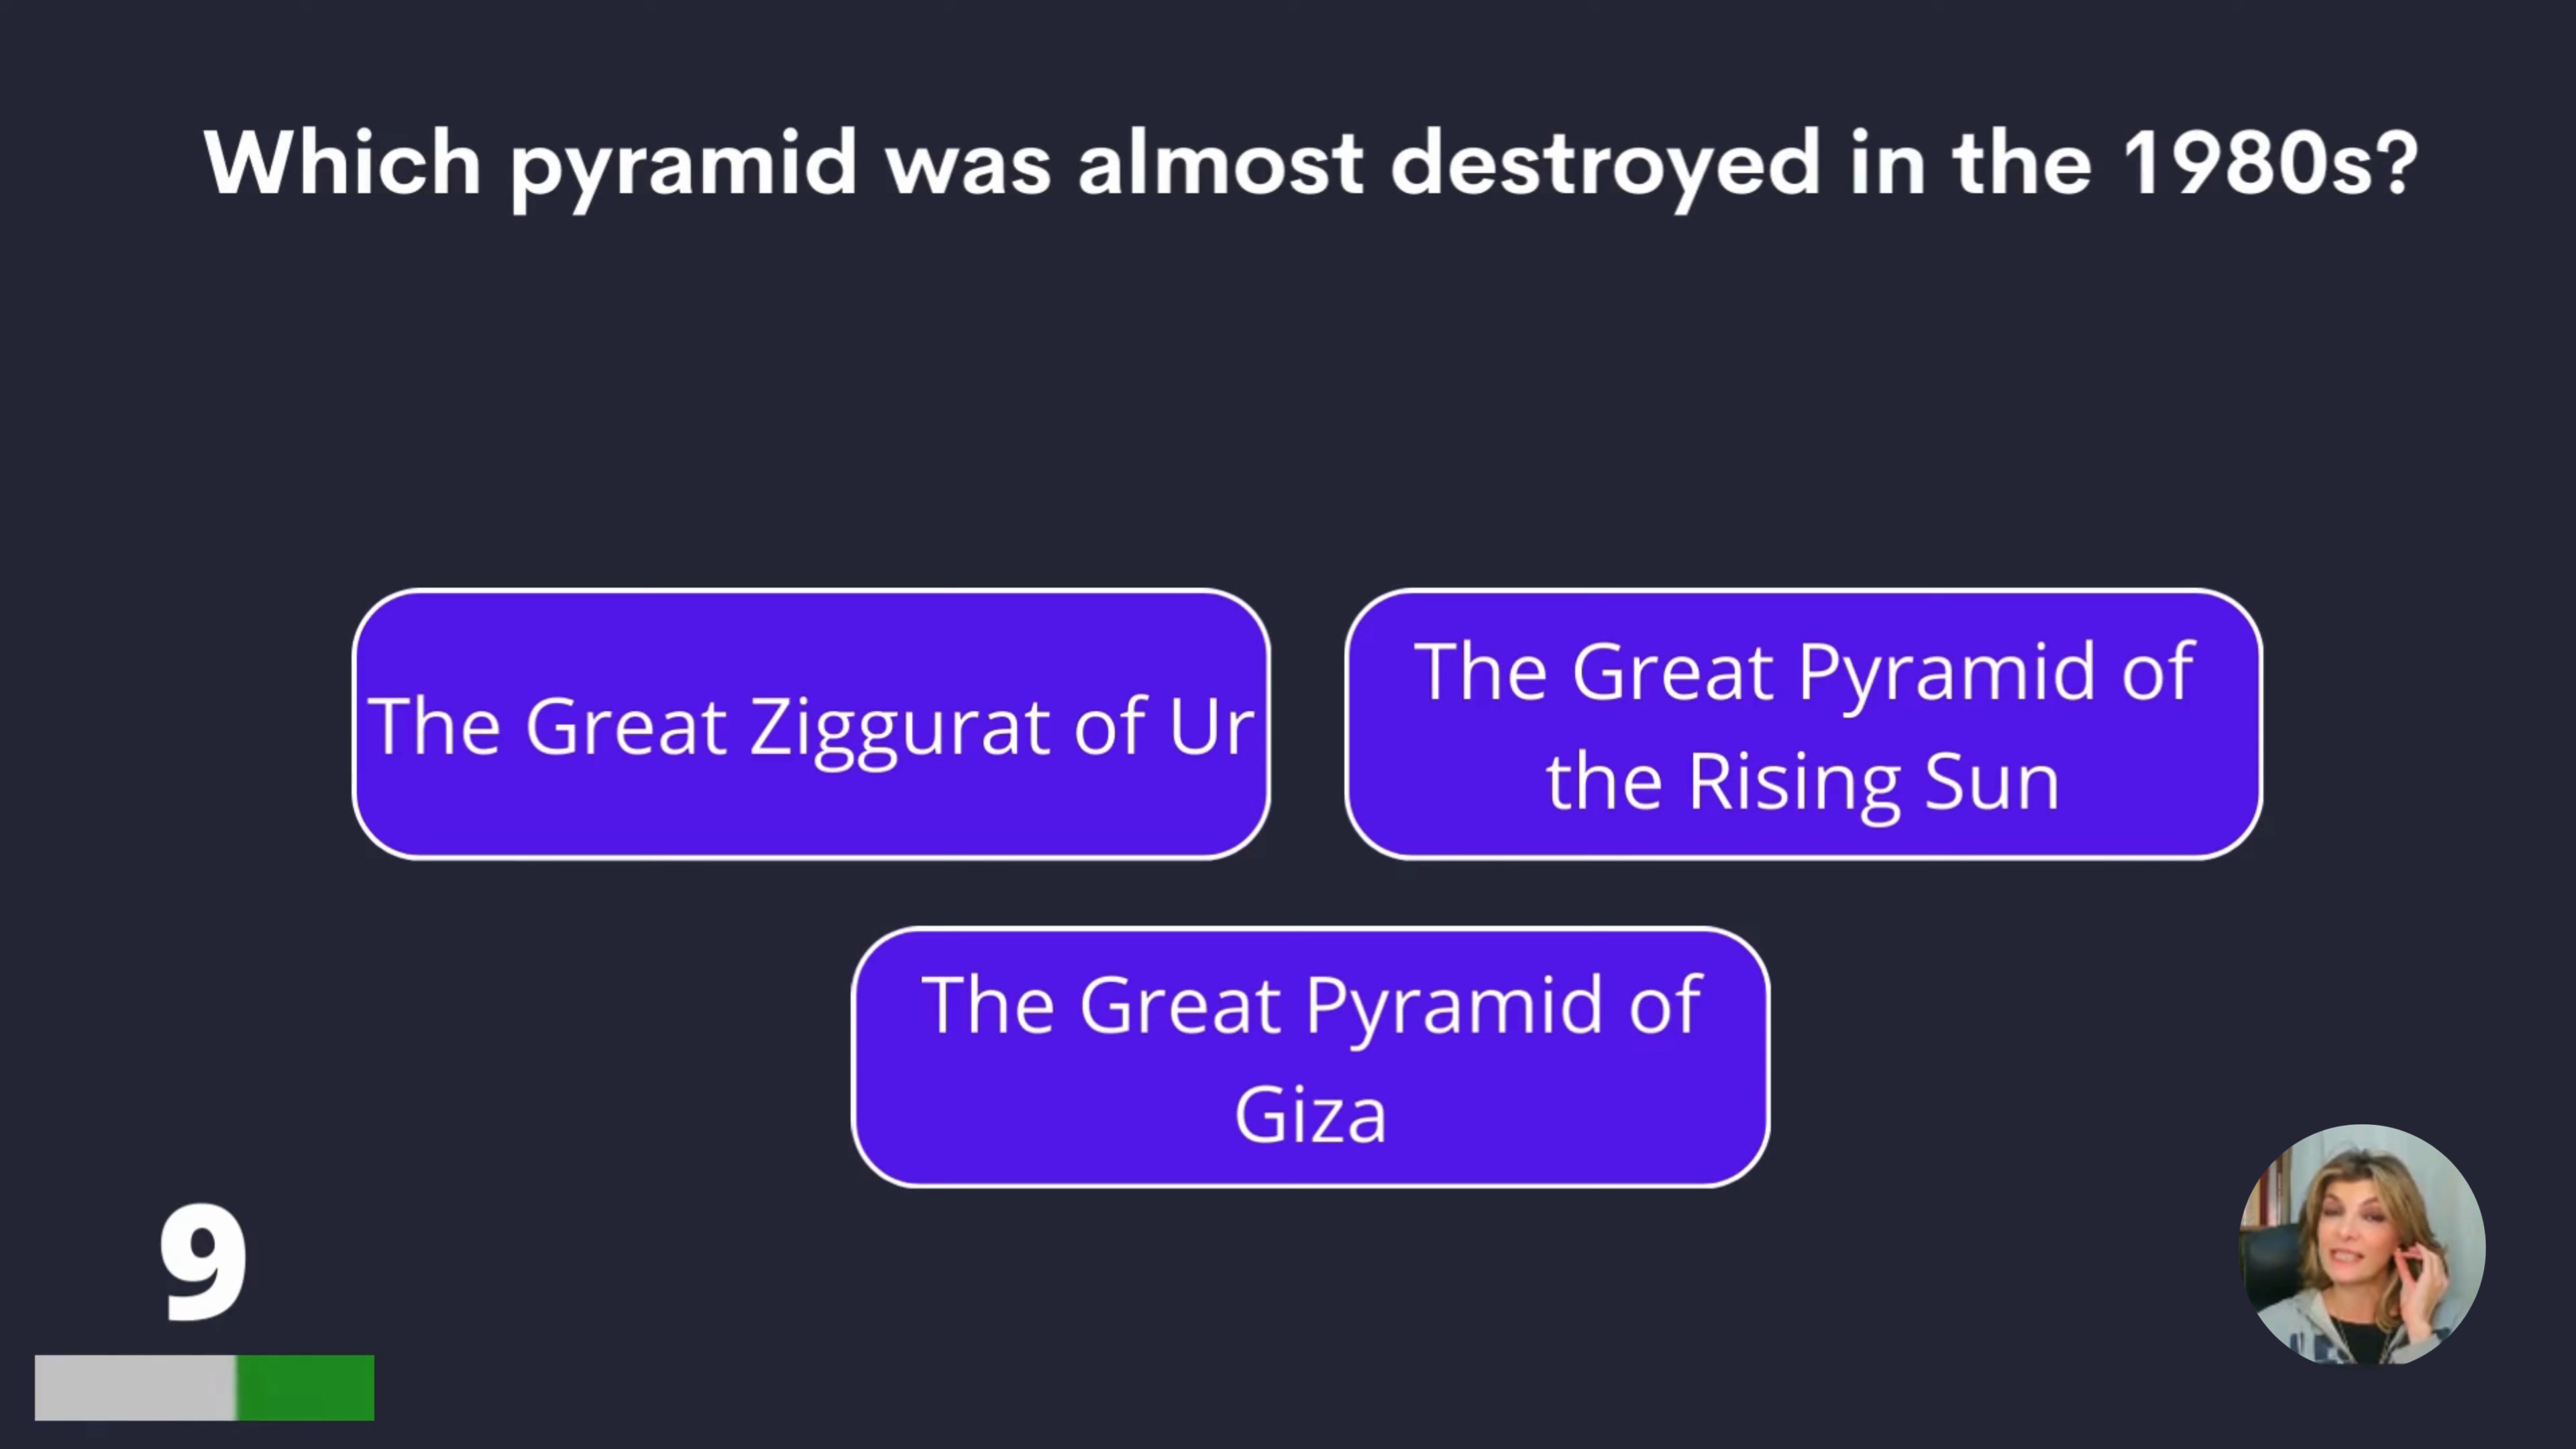 Which pyramid was almost destroyed in the 1980s?
The Great Ziggurat of Ur
The Great Pyramid of
the Rising Sun
The Great Pyramid of
Giza
9